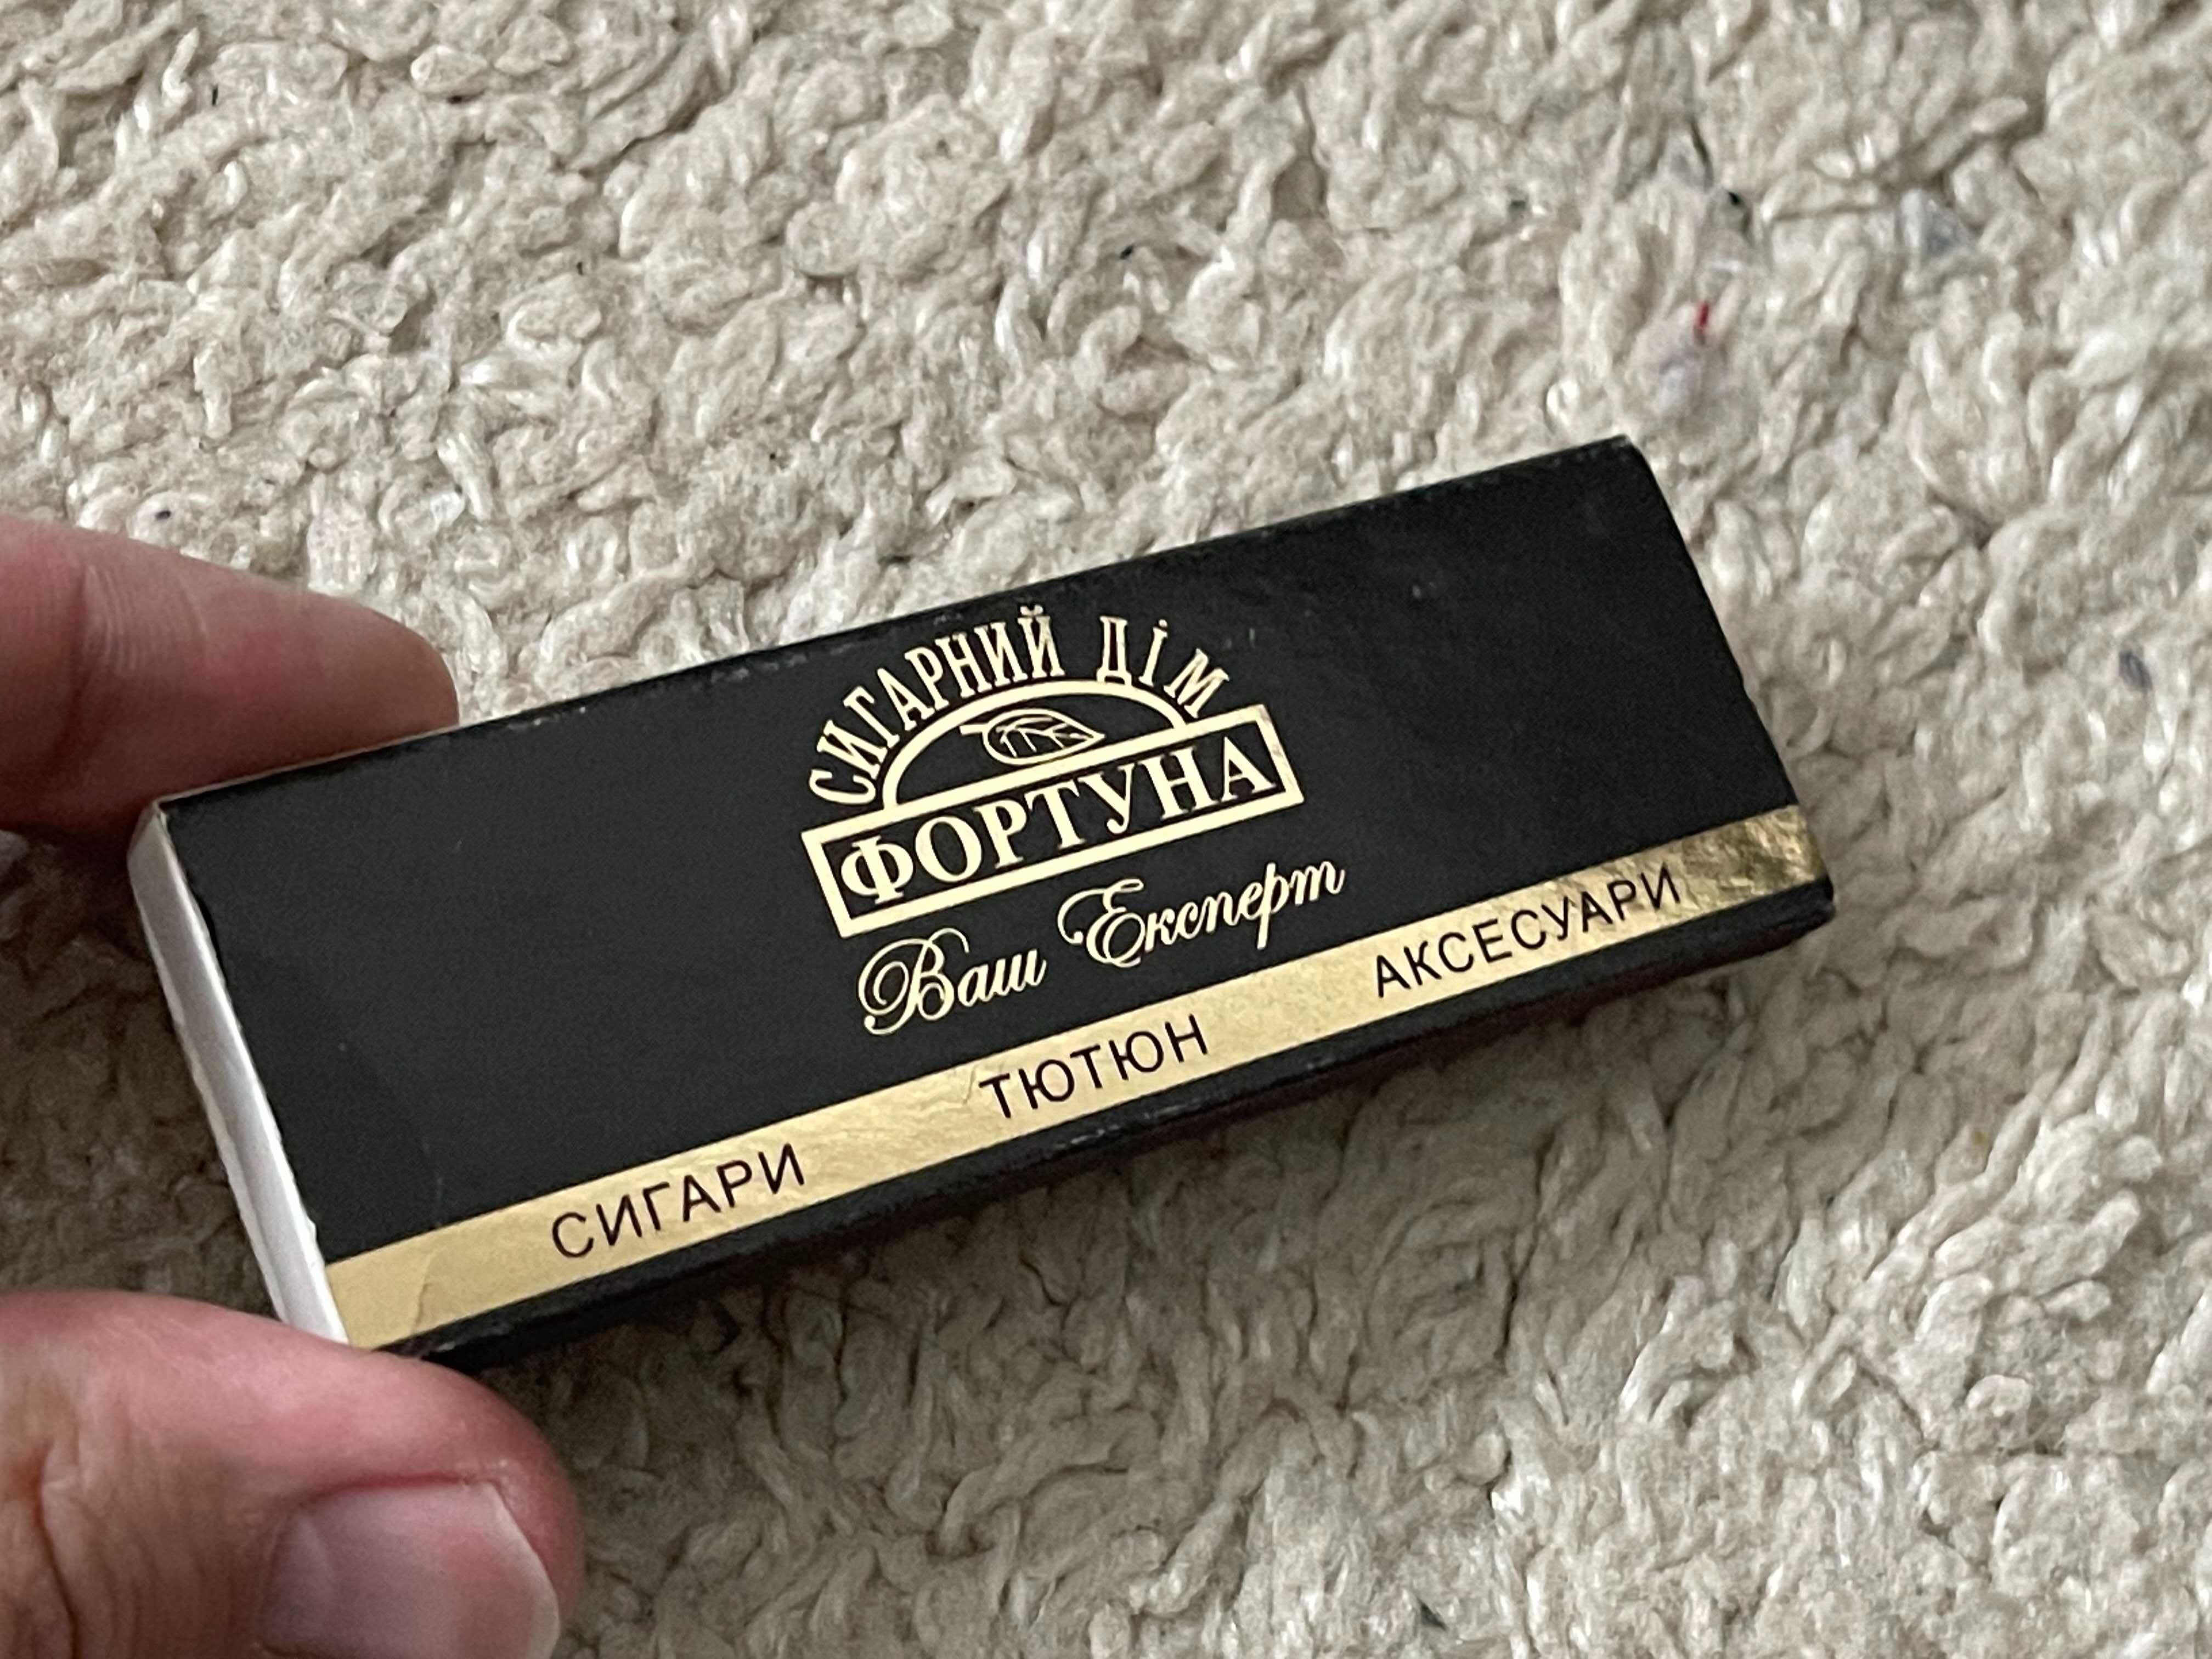 СИГАРНИЙ ДІМ
ФОРТУНА
Ваш Експерт
СИГАРИ ТЮТЮН АКСЕСУАРИ